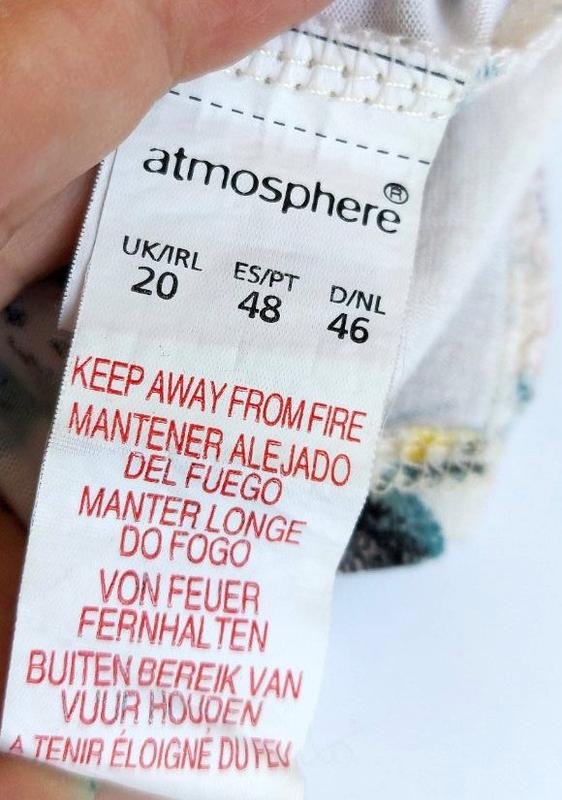 atmosphere®
UK/IRL ES/PT D/NL
20 48 46
KEEP AWAY FROM FIRE
MANTENER ALEJADO
DEL FUEGO
MANTER LONGE
DO FOGO
VON FEUER
FERNHALTEN
BUITEN BEREIK VAN
VUUR HOUDEN
A TENIR ÉLOIGNÉ DU FEU